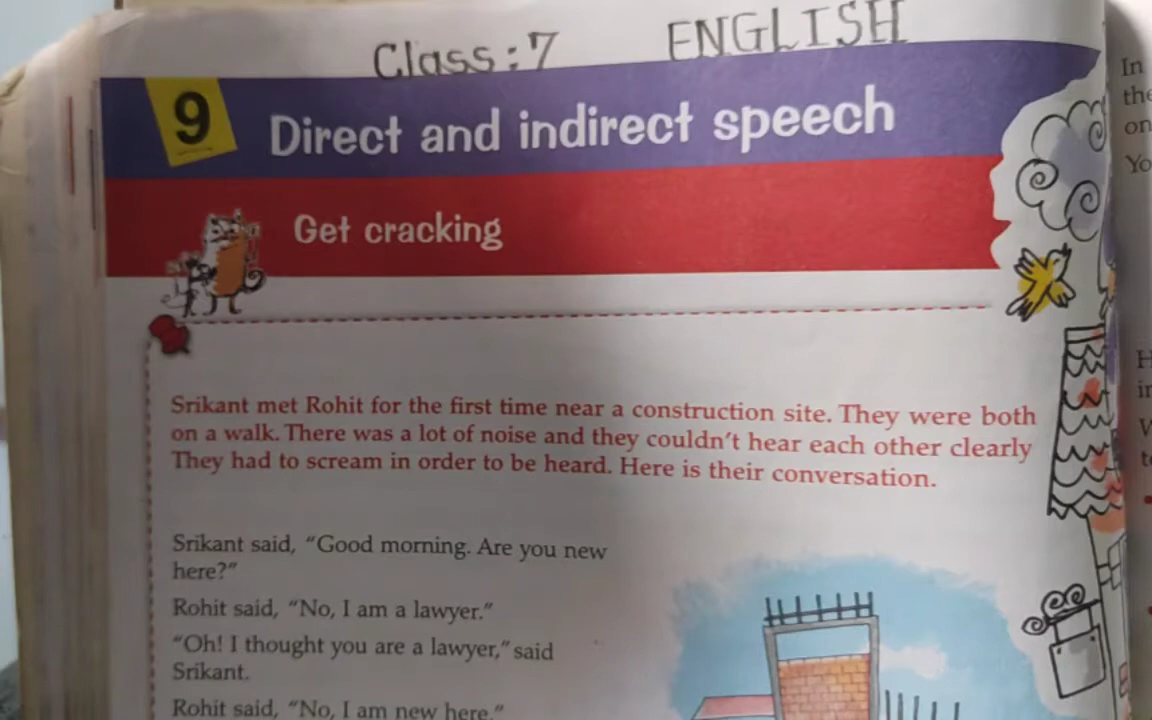 Class:7 ENGLISH
9
Direct and indirect speech
Get cracking
Srikant met Rohit for the first time near a construction site. They were both
on a walk. There was a lot of noise and they couldn't hear each other clearly
They had to scream in order to be heard. Here is their conversation.
Srikant said, “Good morning. Are you new
here?”
Rohit said, “No, I am a lawyer.”
“Oh! I thought you are a lawyer,” said
Srikant.
Rohit said, “No, I am new here.”
In
the
on
Yo